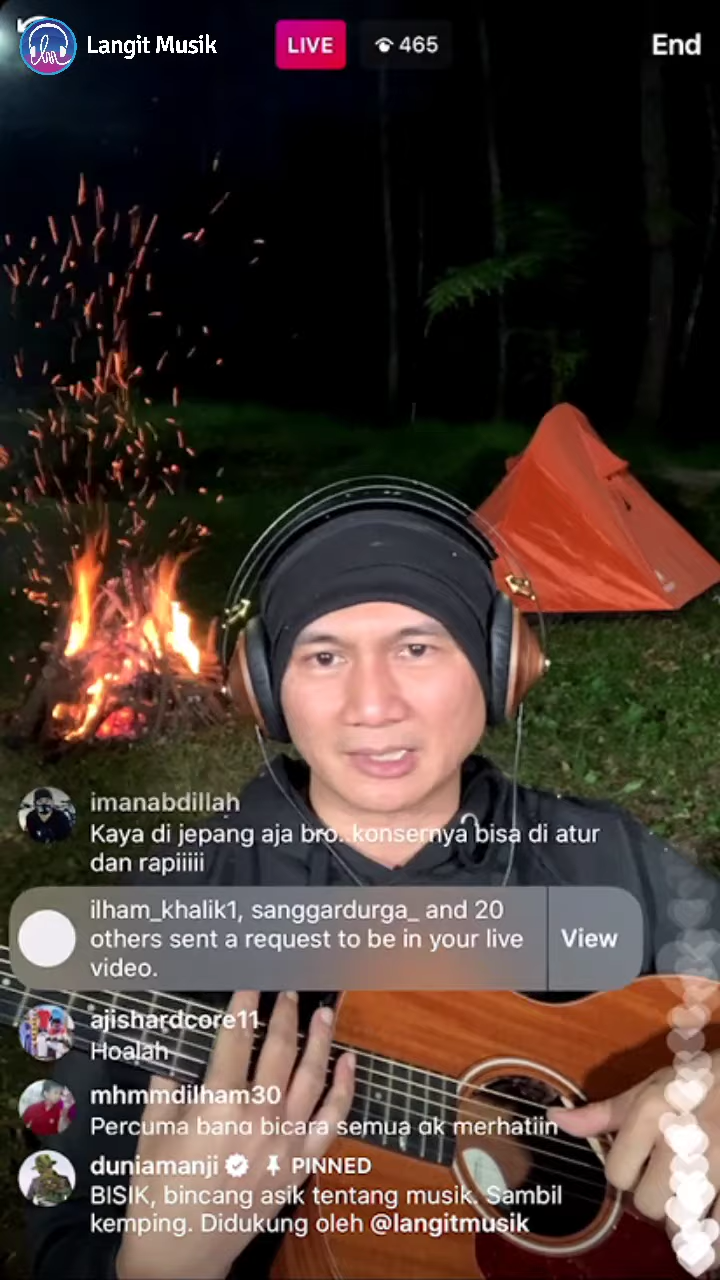 Langit Musik
LIVE
465
End
imanabdillah
Kaya di jepang aja bro..konsernya bisa di atur
dan rapiiiii
ilham_khalik1, sanggardurga_ and 20
others sent a request to be in your live
video.
View
ajishardcore11
Hoalah
mhmmdilham30
Percuma bang bicara semua gk merhatiin
duniamanji PINNED
BISIK, bincang asik tentang musik. Sambil
kemping. Didukung oleh @langitmusik